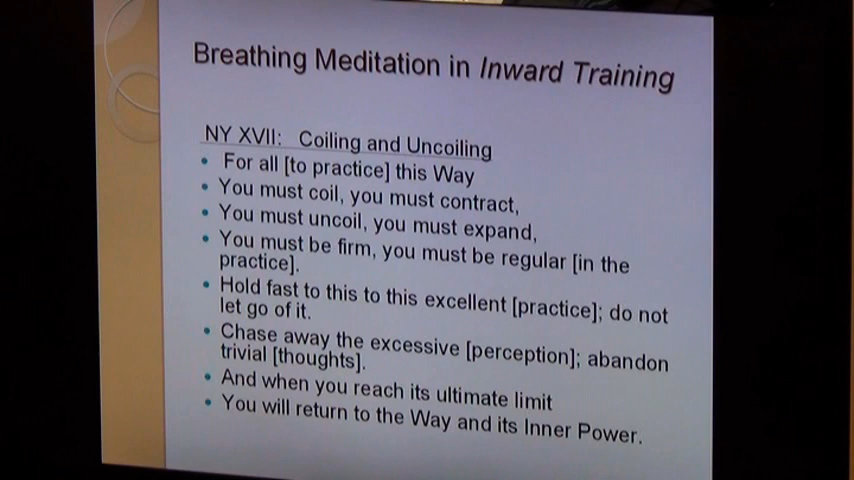 Breathing Meditation in Inward Training
NY XVII: Coiling and Uncoiling
• For all [to practice] this Way
• You must coil, you must contract,
• You must uncoil, you must expand,
• You must be firm, you must be regular [in the
practice].
• Hold fast to this to this excellent [practice]; do not
let go of it.
• Chase away the excessive [perception]; abandon
trivial [thoughts].
• And when you reach its ultimate limit
• You will return to the Way and its Inner Power.